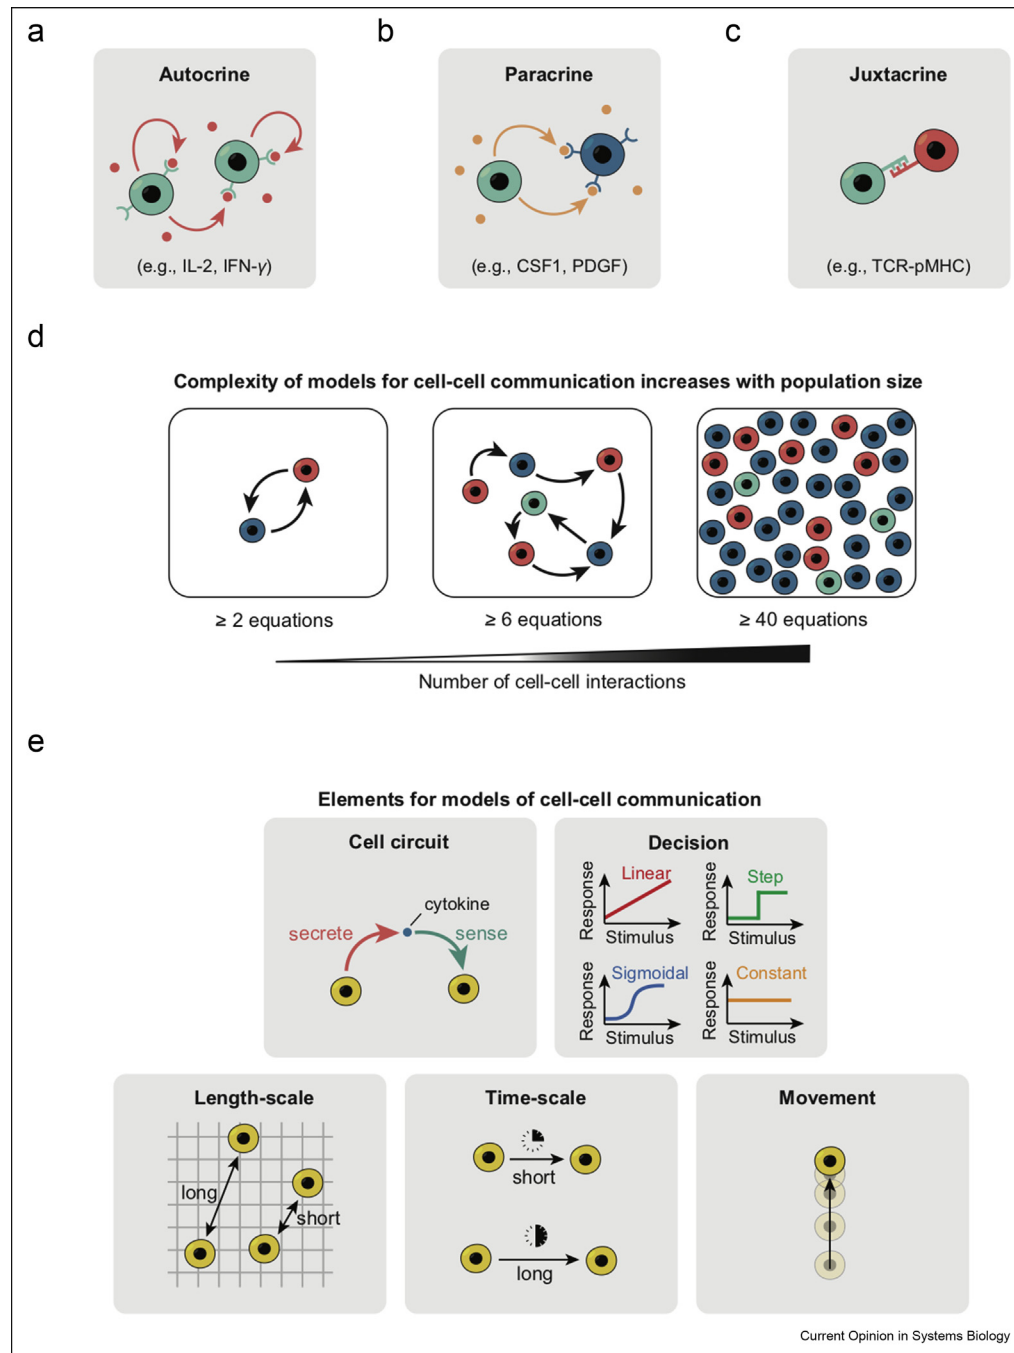 a
b
c
Autocrine
Paracrine
Juxtacrine
(e.g., IL-2, IFN-γ)
(e.g., CSF1, PDGF)
(e.g., TCR-pMHC)
d
Complexity of models for cell-cell communication increases with population size
≥ 2 equations
≥ 6 equations
≥ 40 equations
Number of cell-cell interactions
e
Elements for models of cell-cell communication
Cell circuit
cytokine
secrete
sense
Decision
Response
Linear
Stimulus
Response
Step
Stimulus
Response
Sigmoidal
Stimulus
Response
Constant
Stimulus
Length-scale
long
short
Time-scale
short
long
Movement
Current Opinion in Systems Biology